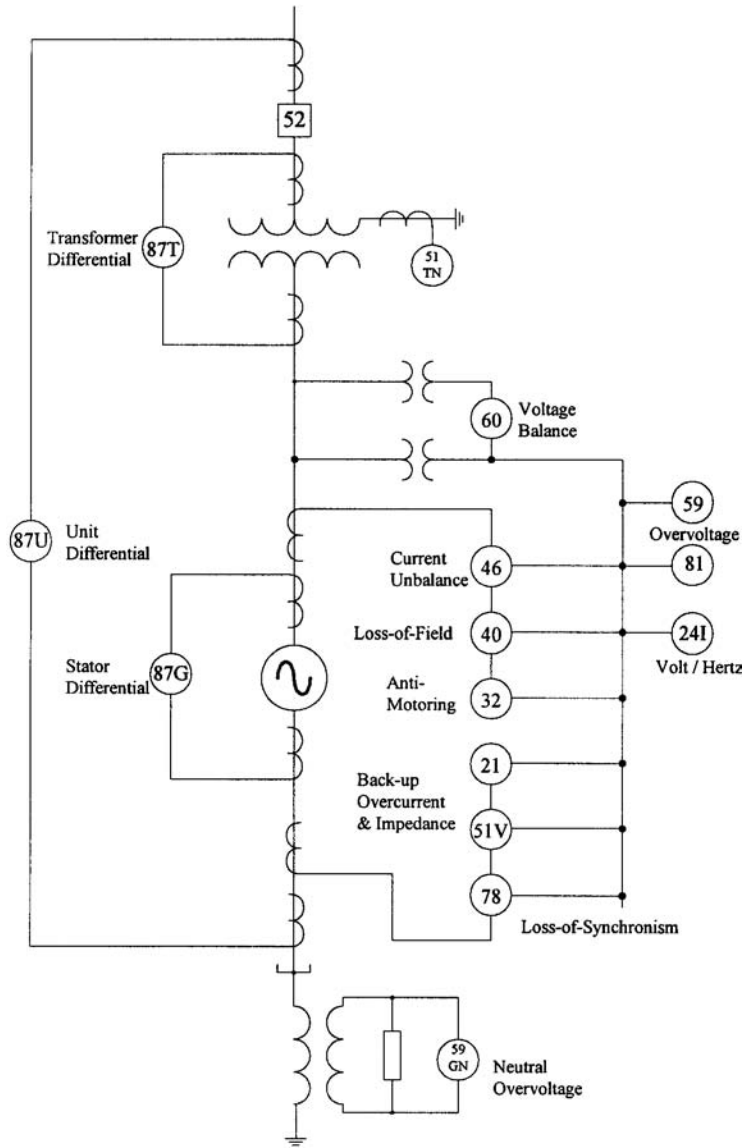 52
Transformer
Differential
87T
51
TN
60
Voltage
Balance
87U
Unit
Differential
59
Overvoltage
Current
Unbalance
46
81
Loss-of-Field
40
24I
Volt / Hertz
Stator
Differential
87G
Anti-
Motoring
32
21
Back-up
Overcurrent
& Impedance
51V
78
Loss-of-Synchronism
59
GN
Neutral
Overvoltage